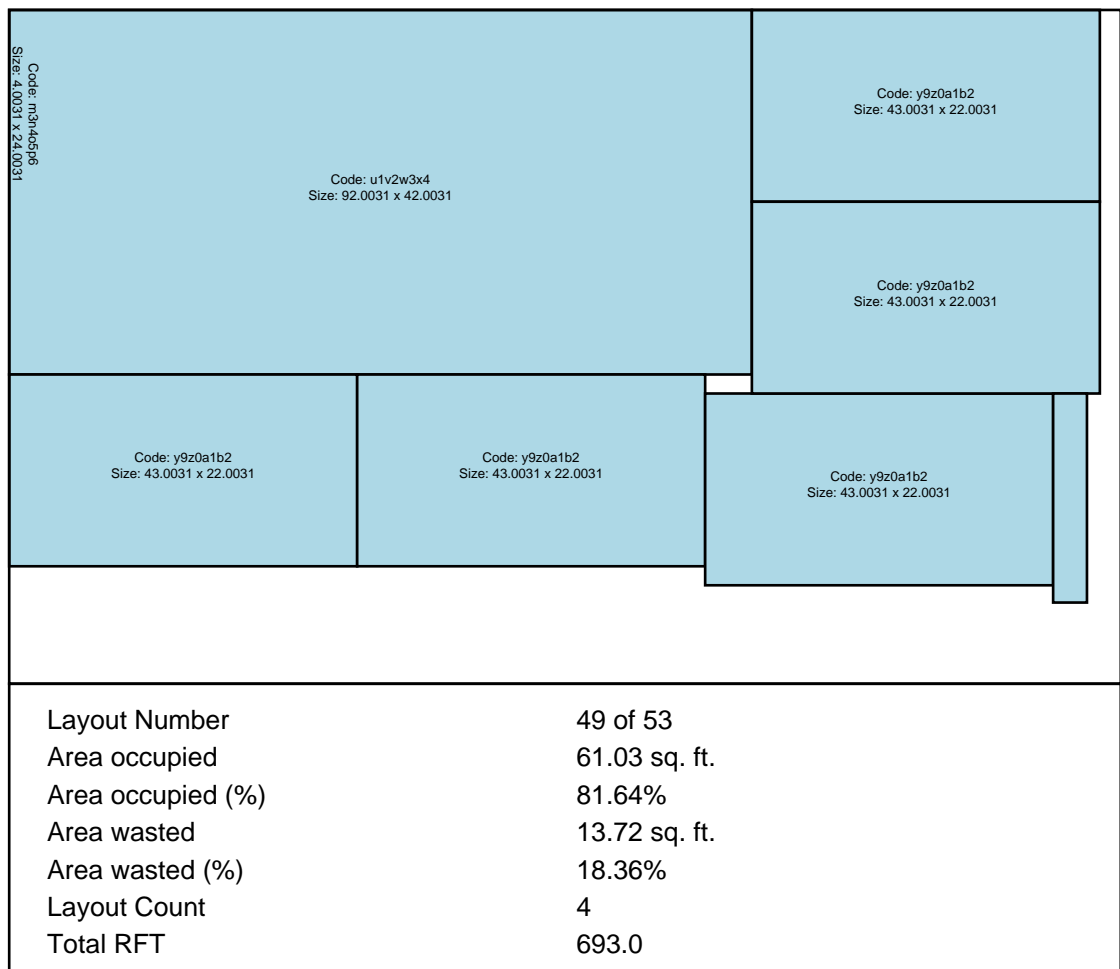 Code: m3n4o5p6
Size: 4.0031 x 24.0031
Code: u1v2w3x4
Size: 92.0031 x 42.0031
Code: y9z0a1b2
Size: 43.0031 x 22.0031
Code: y9z0a1b2
Size: 43.0031 x 22.0031
Code: y9z0a1b2
Size: 43.0031 x 22.0031
Code: y9z0a1b2
Size: 43.0031 x 22.0031
Code: y9z0a1b2
Size: 43.0031 x 22.0031
Layout Number 49 of 53
Area occupied 61.03 sq. ft.
Area occupied (%) 81.64%
Area wasted 13.72 sq. ft.
Area wasted (%) 18.36%
Layout Count 4
Total RFT 693.0